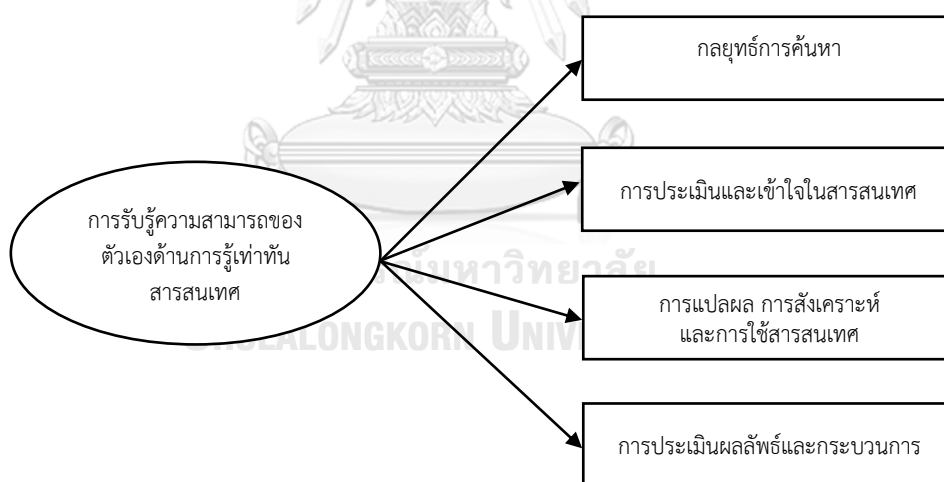 กลยุทธ์การค้นหา
การประเมินและเข้าใจในสารสนเทศ
การรับรู้ความสามารถของ
ตัวเองด้านการรู้เท่าทัน
สารสนเทศ
การแปลผล การสังเคราะห์
และการใช้สารสนเทศ
การประเมินผลลัพธ์และกระบวนการ